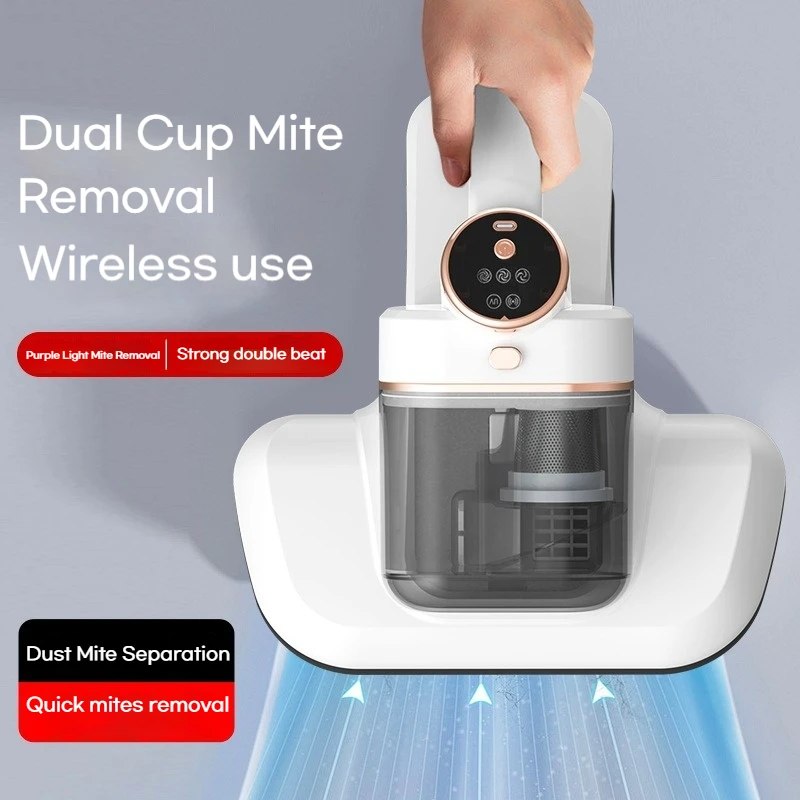 Dual Cup Mite
Removal
Wireless use
Purple Light Mite Removal
Strong double beat
Dust Mite Separation
Quick mites removal